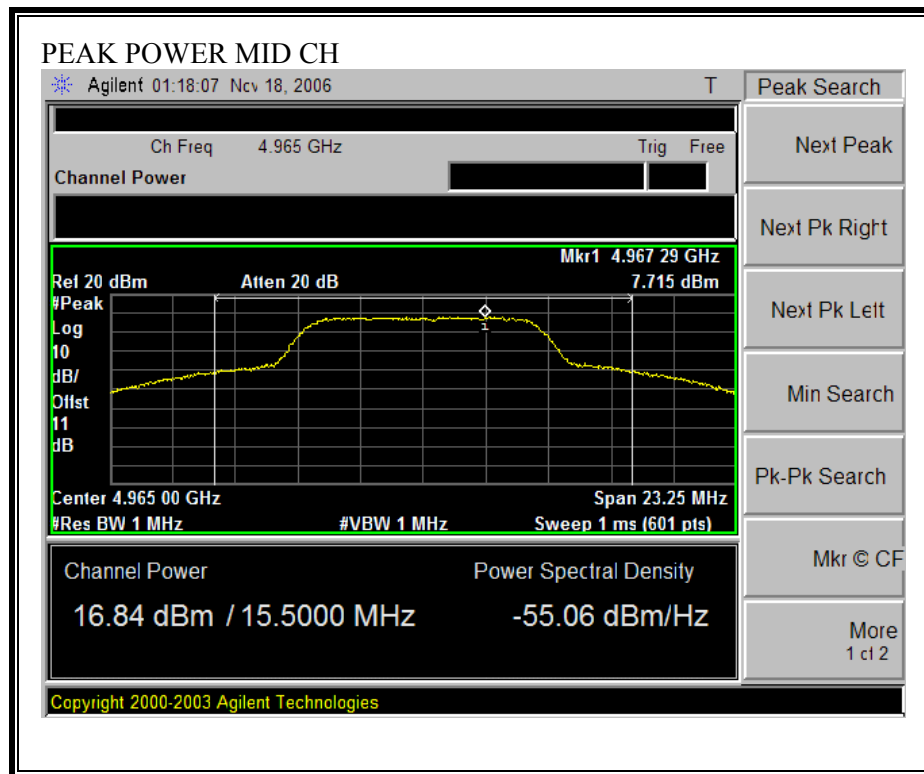 PEAK POWER MID CH
Agilent 01:18:07 Nov 18, 2006 T
Peak Search
Ch Freq 4.965 GHz Trig Free
Channel Power
Mkr1 4.967 29 GHz
Ref 20 dBm Atten 20 dB 7.715 dBm
#Peak
Log
10
dB/
Offst
11
dB
1
Center 4.965 00 GHz Span 23.25 MHz
#Res BW 1 MHz #VBW 1 MHz Sweep 1 ms (601 pts)
Channel Power Power Spectral Density
16.84 dBm / 15.5000 MHz -55.06 dBm/Hz
Copyright 2000-2003 Agilent Technologies
Next Peak
Next Pk Right
Next Pk Left
Min Search
Pk-Pk Search
Mkr © CF
More
1 of 2